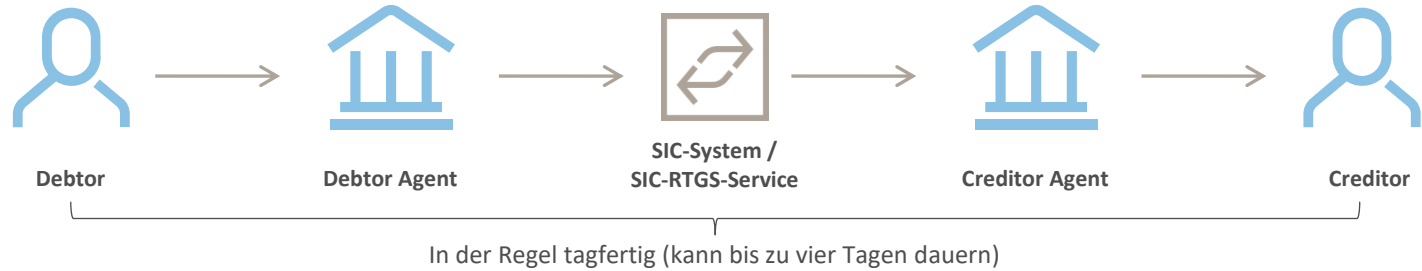 SIC-System /
Debtor Debtor Agent SIC-RTGS-Service Creditor Agent Creditor
In der Regel tagfertig (kann bis zu vier Tagen dauern)